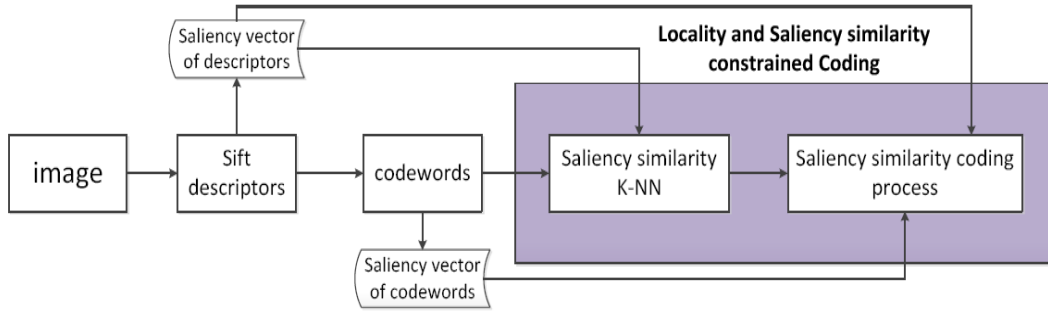 Saliency vector
of descriptors
Locality and Saliency similarity
constrained Coding
image
Sift
descriptors
codewords
Saliency similarity
K-NN
Saliency similarity coding
process
Saliency vector
of codewords